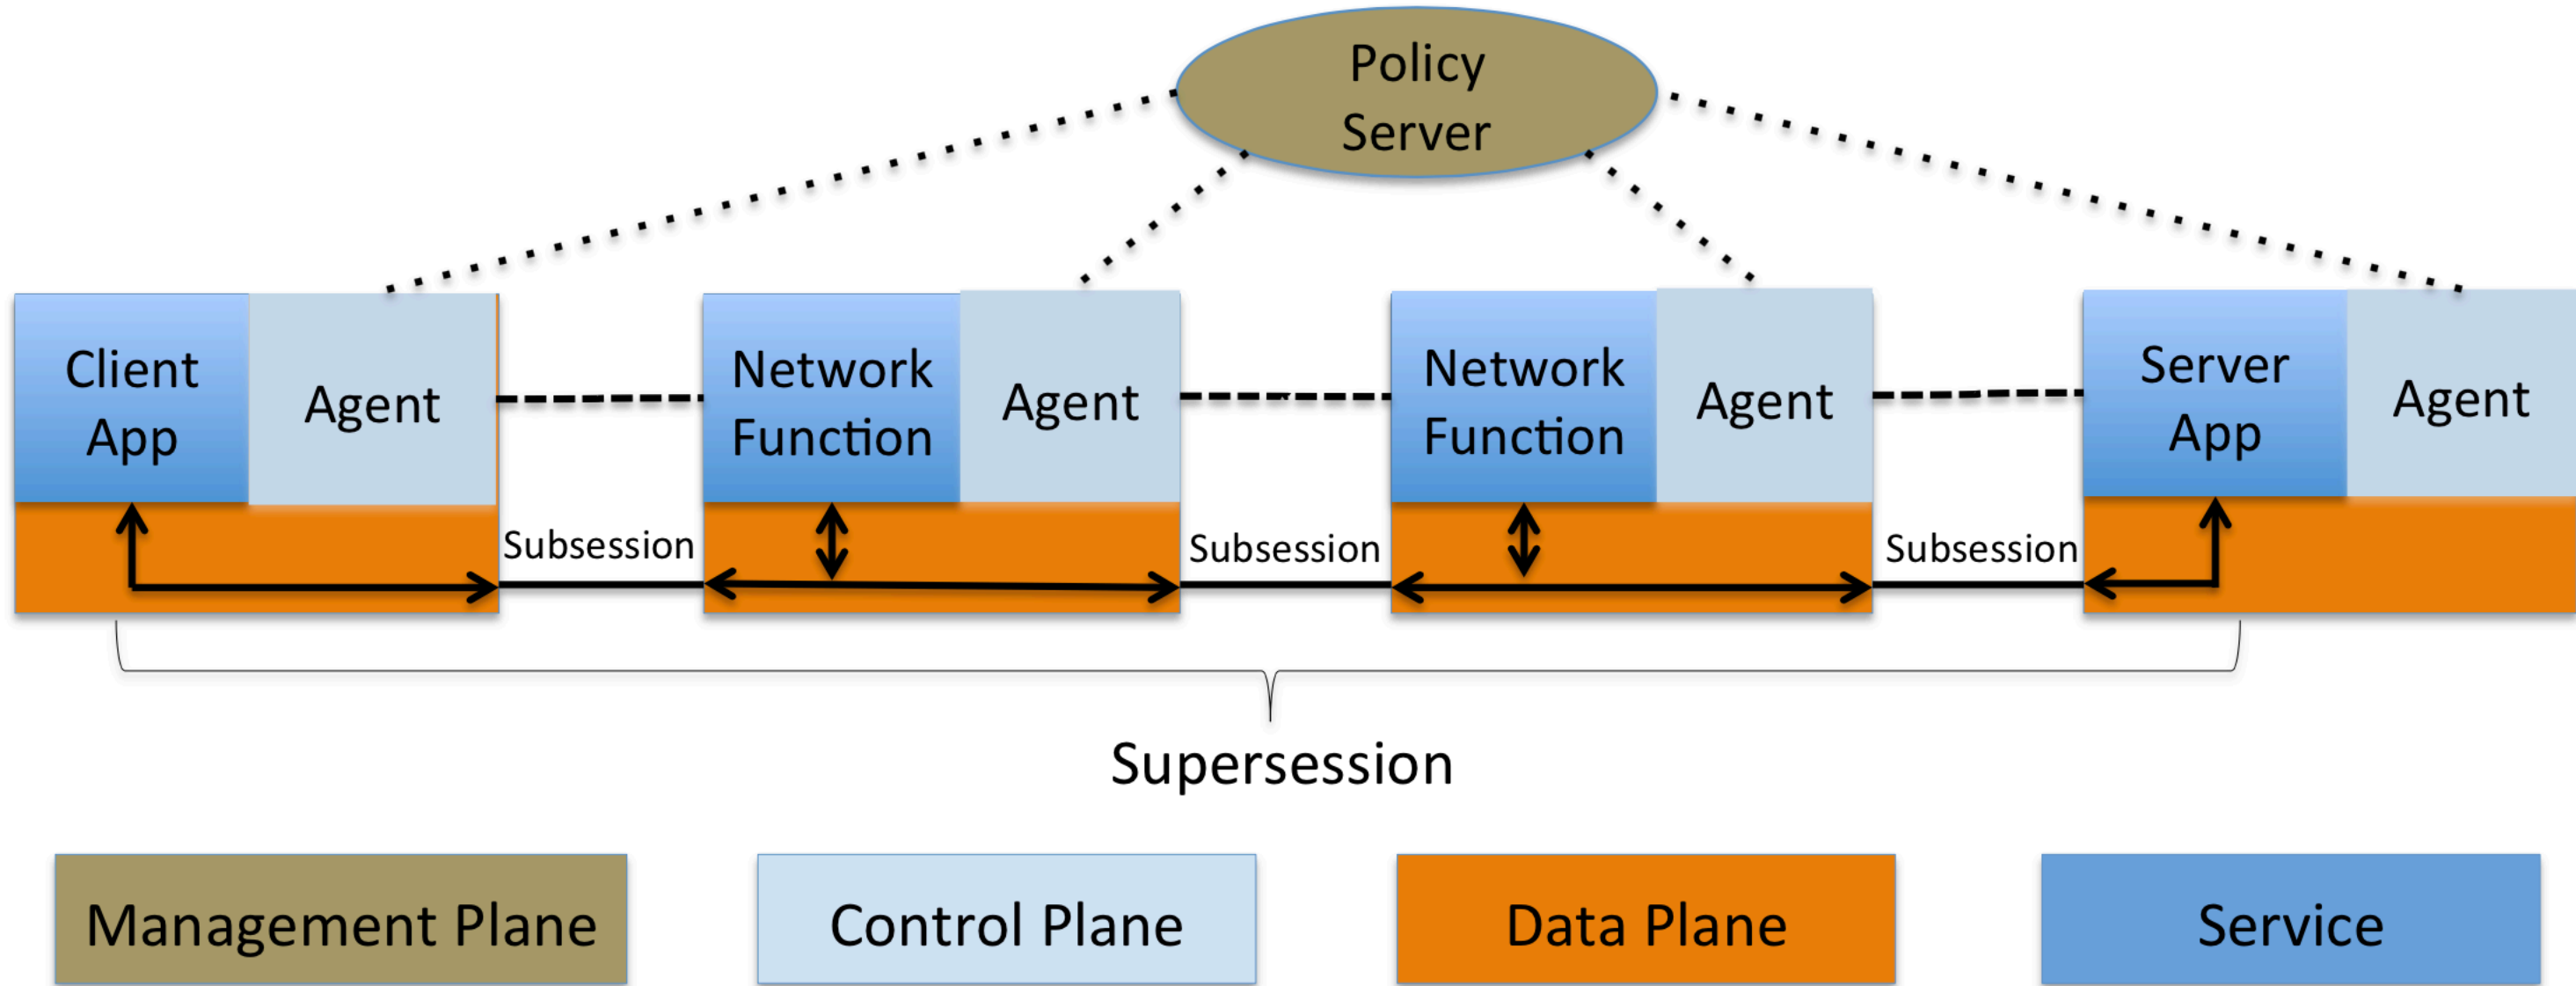 Policy
Server
Client
App
Agent
Network
Function
Agent
Network
Function
Agent
Server
App
Agent
Subsession
Subsession
Subsession
Supersession
Management Plane
Control Plane
Data Plane
Service